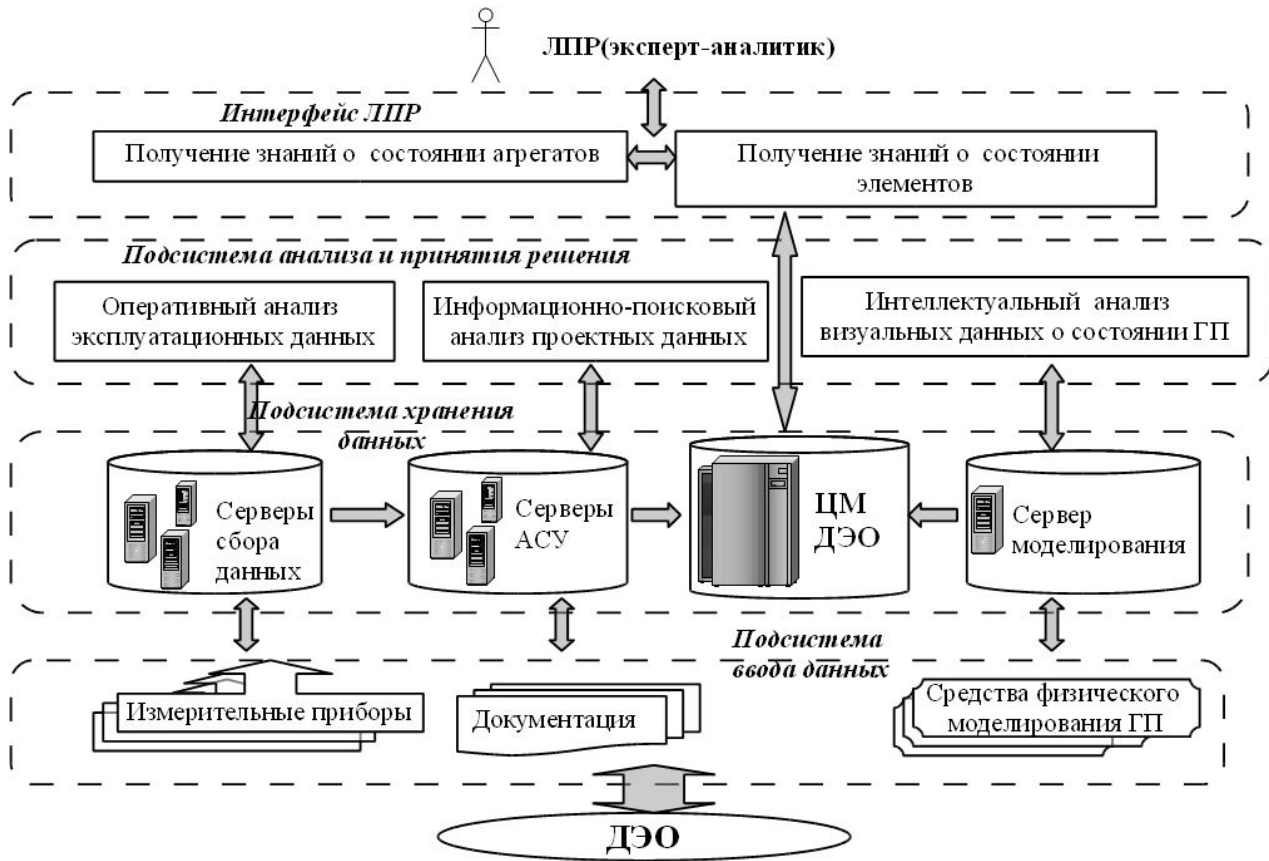 ЛПР(эксперт-аналитик)
Интерфейс ЛПР
Получение знаний о состоянии агрегатов
Получение знаний о состоянии
элементов
Подсистема анализа и принятия решения
Оперативный анализ
эксплуатационных данных
Информационно-поисковый
анализ проектных данных
Интеллектуальный анализ
визуальных данных о состоянии ГП
Подсистема хранения
данных
Серверы
сбора
данных
Серверы
АСУ
ЦМ
ДЭО
Сервер
моделирования
Подсистема
ввода данных
Измерительные приборы
Документация
Средства физического
моделирования ГП
ДЭО